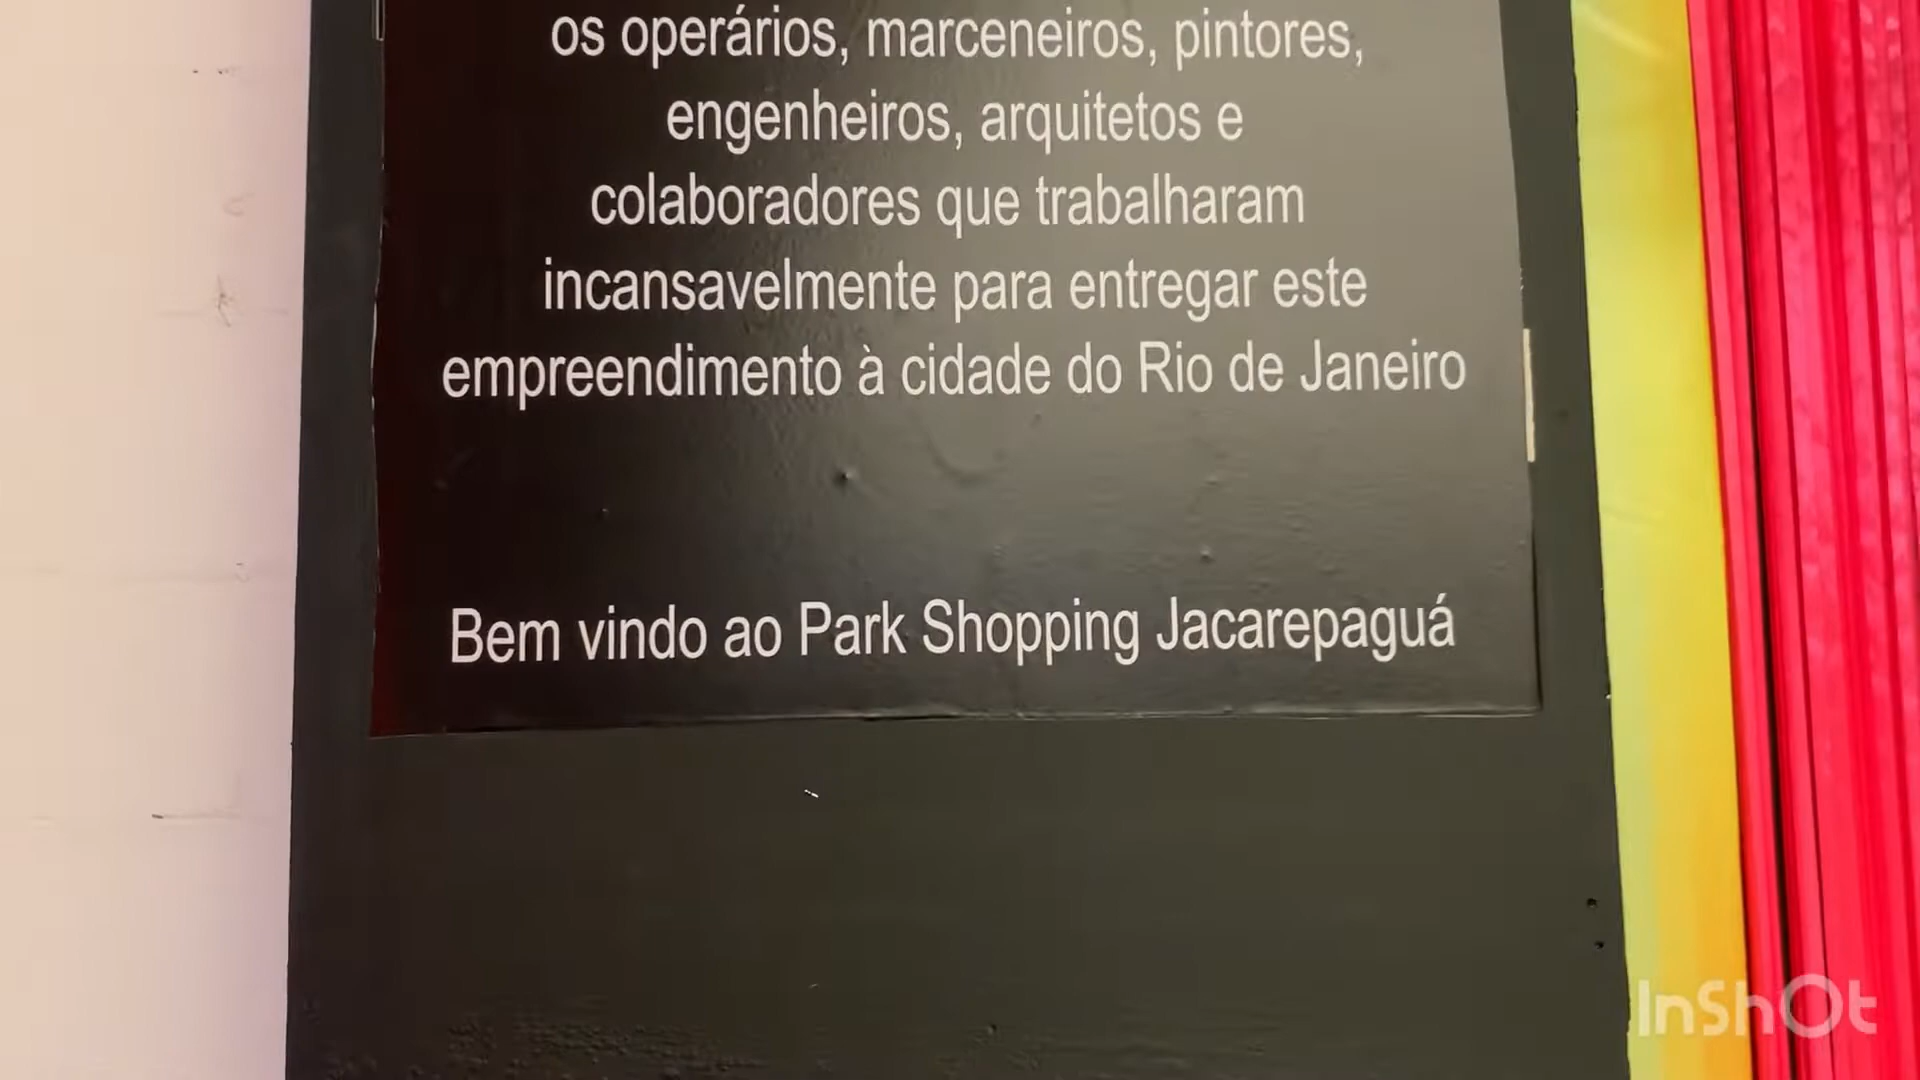 os operários, marceneiros, pintores,
engenheiros, arquitetos e
colaboradores que trabalharam
incansavelmente para entregar este
empreendimento à cidade do Rio de Janeiro
Bem vindo ao Park Shopping Jacarepaguá
InShOt